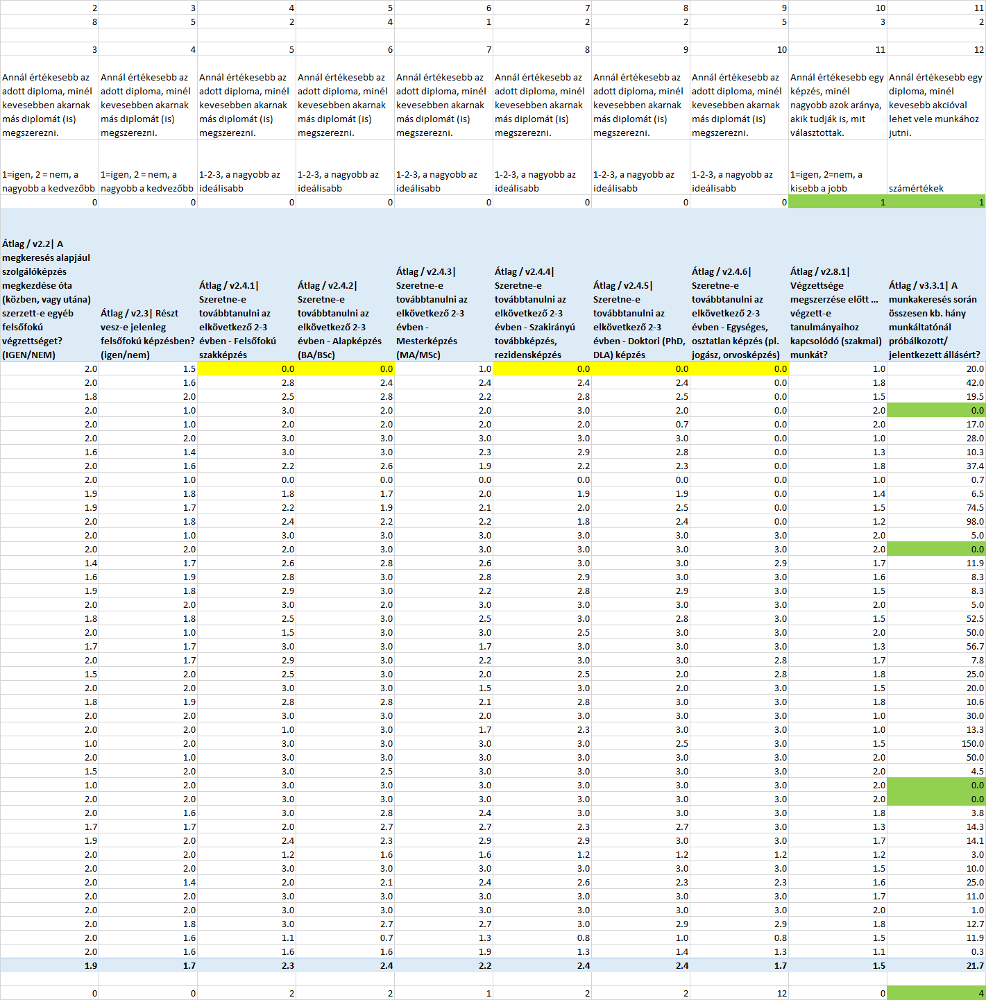 2 3 4 5 6 7 8 9 10 11
8 5 2 4 1 2 2 5 3 2
3 4 5 6 7 8 9 10 11 12
Annál értékesebb az adott diploma, minél kevesebben akarnak más diplomát (is) megszerezni.
Annál értékesebb az adott diploma, minél kevesebben akarnak más diplomát (is) megszerezni.
Annál értékesebb az adott diploma, minél kevesebben akarnak más diplomát (is) megszerezni.
Annál értékesebb az adott diploma, minél kevesebben akarnak más diplomát (is) megszerezni.
Annál értékesebb az adott diploma, minél kevesebben akarnak más diplomát (is) megszerezni.
Annál értékesebb az adott diploma, minél kevesebben akarnak más diplomát (is) megszerezni.
Annál értékesebb az adott diploma, minél kevesebben akarnak más diplomát (is) megszerezni.
Annál értékesebb az adott diploma, minél kevesebben akarnak más diplomát (is) megszerezni.
Annál értékesebb egy képzés, minél nagyobb azok aránya, akik tudják is, mit választottak.
Annál értékesebb egy diploma, minél kevesebb akcióval lehet vele munkához jutni.
1=igen, 2 = nem, a nagyobb a kedvezőbb
1=igen, 2 = nem, a nagyobb a kedvezőbb
1-2-3, a nagyobb az ideálisabb
1-2-3, a nagyobb az ideálisabb
1-2-3, a nagyobb az ideálisabb
1-2-3, a nagyobb az ideálisabb
1-2-3, a nagyobb az ideálisabb
1-2-3, a nagyobb az ideálisabb
1=igen, 2=nem, a kisebb a jobb
számértékek
0 0 0 0 0 0 0 0 1 1
Átlag / v2.2| A megkeresés alapjául szolgálóképzés megkezdése óta (közben, vagy utána) szerzett-e egyéb felsőfokú végzettséget? (IGEN/NEM)
Átlag / v2.3| Részt vesz-e jelenleg felsőfokú képzésben? (igen/nem)
Átlag / v2.4.1| Szeretne-e továbbtanulni az elkövetkező 2-3 évben - Felsőfokú szakképzés
Átlag / v2.4.2| Szeretne-e továbbtanulni az elkövetkező 2-3 évben - Alapképzés (BA/BSc)
Átlag / v2.4.3| Szeretne-e továbbtanulni az elkövetkező 2-3 évben - Mesterképzés (MA/MSc)
Átlag / v2.4.4| Szeretne-e továbbtanulni az elkövetkező 2-3 évben - Szakirányú továbbképzés, rezidensképzés
Átlag / v2.4.5| Szeretne-e továbbtanulni az elkövetkező 2-3 évben - Doktori (PhD, DLA) képzés
Átlag / v2.4.6| Szeretne-e továbbtanulni az elkövetkező 2-3 évben - Egységes, osztatlan képzés (pl. jogász, orvosképzés)
Átlag / v2.8.1| Végzettsége megszerzése előtt ... végzett-e tanulmányaihoz kapcsolódó (szakmai) munkát?
Átlag / v3.3.1| A munkakeresés során összesen kb. hány munkáltatónál próbálkozott/ jelentkezett állásért?
2.0 1.5 0.0 0.0 1.0 0.0 0.0 0.0 1.0 20.0
2.0 1.6 2.8 2.4 2.4 2.4 2.4 0.0 1.8 42.0
1.8 2.0 2.5 2.8 2.2 2.8 2.5 0.0 1.5 19.5
2.0 1.0 3.0 2.0 2.0 3.0 2.0 0.0 2.0 0.0
2.0 1.0 2.0 2.0 2.0 2.0 0.7 0.0 2.0 17.0
2.0 2.0 3.0 3.0 3.0 3.0 3.0 0.0 1.0 28.0
1.6 1.4 3.0 3.0 2.3 2.9 2.8 0.0 1.3 10.3
2.0 1.6 2.2 2.6 1.9 2.2 2.3 0.0 1.8 37.4
2.0 1.0 0.0 0.0 0.0 0.0 0.0 0.0 1.0 0.7
1.9 1.8 1.8 1.7 2.0 1.9 1.9 0.0 1.4 6.5
1.9 1.7 2.2 1.9 2.1 2.0 2.5 0.0 1.5 74.5
2.0 1.8 2.4 2.2 2.2 1.8 2.4 0.0 1.2 98.0
2.0 1.0 3.0 3.0 3.0 3.0 3.0 3.0 2.0 5.0
2.0 2.0 2.0 3.0 3.0 3.0 3.0 3.0 2.0 0.0
1.4 1.7 2.6 2.8 2.6 3.0 3.0 2.9 1.7 11.9
1.6 1.9 2.8 3.0 2.8 2.9 3.0 3.0 1.6 8.3
1.9 1.8 2.9 3.0 2.2 2.8 2.9 3.0 1.5 8.3
2.0 2.0 3.0 2.0 3.0 3.0 3.0 3.0 2.0 5.0
1.8 1.8 2.5 3.0 2.5 3.0 2.8 3.0 1.5 52.5
2.0 1.0 1.5 3.0 3.0 2.5 3.0 3.0 2.0 50.0
1.7 1.7 3.0 3.0 1.7 3.0 3.0 3.0 1.3 56.7
2.0 1.7 2.9 3.0 2.2 3.0 3.0 2.8 1.7 7.8
1.5 2.0 2.5 3.0 2.0 2.5 2.0 2.8 1.8 25.0
2.0 2.0 3.0 3.0 1.5 3.0 2.0 3.0 1.5 20.0
1.8 1.9 2.8 2.8 2.1 2.8 3.0 3.0 1.8 10.6
2.0 2.0 3.0 3.0 2.0 3.0 3.0 3.0 1.0 30.0
2.0 2.0 1.0 3.0 1.7 2.3 3.0 3.0 1.0 13.3
1.0 2.0 3.0 3.0 3.0 3.0 2.5 3.0 1.5 150.0
2.0 1.0 3.0 3.0 3.0 3.0 3.0 3.0 2.0 50.0
1.5 2.0 3.0 2.5 3.0 3.0 3.0 3.0 2.0 4.5
1.0 2.0 3.0 3.0 3.0 3.0 3.0 3.0 2.0 0.0
2.0 2.0 3.0 3.0 3.0 3.0 3.0 3.0 2.0 0.0
2.0 1.6 3.0 2.8 2.4 3.0 3.0 3.0 1.8 3.8
1.7 1.7 2.0 2.7 2.7 2.3 2.7 3.0 1.3 14.3
1.9 2.0 2.4 2.3 2.9 2.9 3.0 3.0 1.7 14.1
2.0 2.0 1.2 1.6 1.6 1.2 1.2 1.2 1.2 3.0
2.0 2.0 3.0 3.0 3.0 3.0 3.0 3.0 1.5 10.0
2.0 1.4 2.0 2.1 2.4 2.6 2.3 2.3 1.6 25.0
2.0 2.0 3.0 3.0 3.0 3.0 3.0 3.0 1.7 11.0
2.0 2.0 3.0 3.0 3.0 3.0 3.0 3.0 2.0 1.0
2.0 1.8 3.0 2.7 2.7 3.0 2.9 2.9 1.8 12.7
2.0 1.6 1.1 0.7 1.3 0.8 1.0 0.8 1.5 11.9
2.0 1.6 1.6 1.6 1.9 1.3 1.4 1.3 1.1 0.3
1.9 1.7 2.3 2.4 2.2 2.4 2.4 1.7 1.5 21.7
0 0 2 2 1 2 2 12 0 4